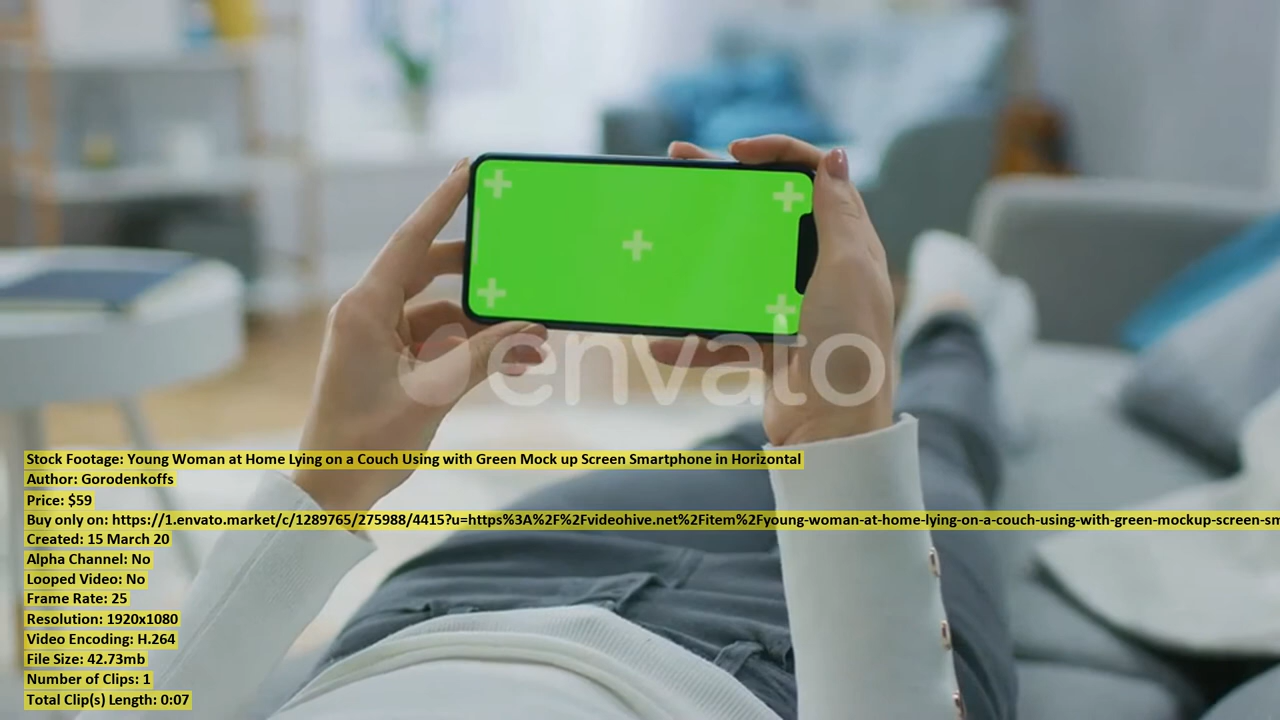 envato
Stock Footage: Young Woman at Home Lying on a Couch Using with Green Mock up Screen Smartphone in Horizontal
Author: Gorodenkoffs
Price: $59
Buy only on: https://1.envato.market/c/1289765/275988/4415?u=https%3A%2F%2Fvideohive.net%2Fitem%2Fyoung-woman-at-home-lying-on-a-couch-using-with-green-mockup-screen-sm
Created: 15 March 20
Alpha Channel: No
Looped Video: No
Frame Rate: 25
Resolution: 1920x1080
Video Encoding: H.264
File Size: 42.73mb
Number of Clips: 1
Total Clip(s) Length: 0:07